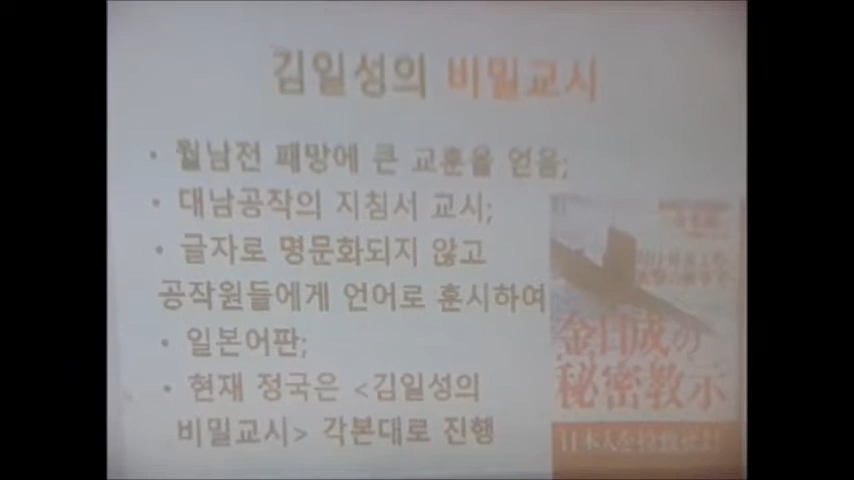 김일성의 비밀교시
• 월남전 패망에 큰 교훈을 얻음;
• 대남공작의 지침서 교시;
• 글자로 명문화되지 않고
공작원들에게 언어로 훈시하여
• 일본어판;
• 현재 정국은 <김일성의
비밀교시> 각본대로 진행
金日成の
秘密教示